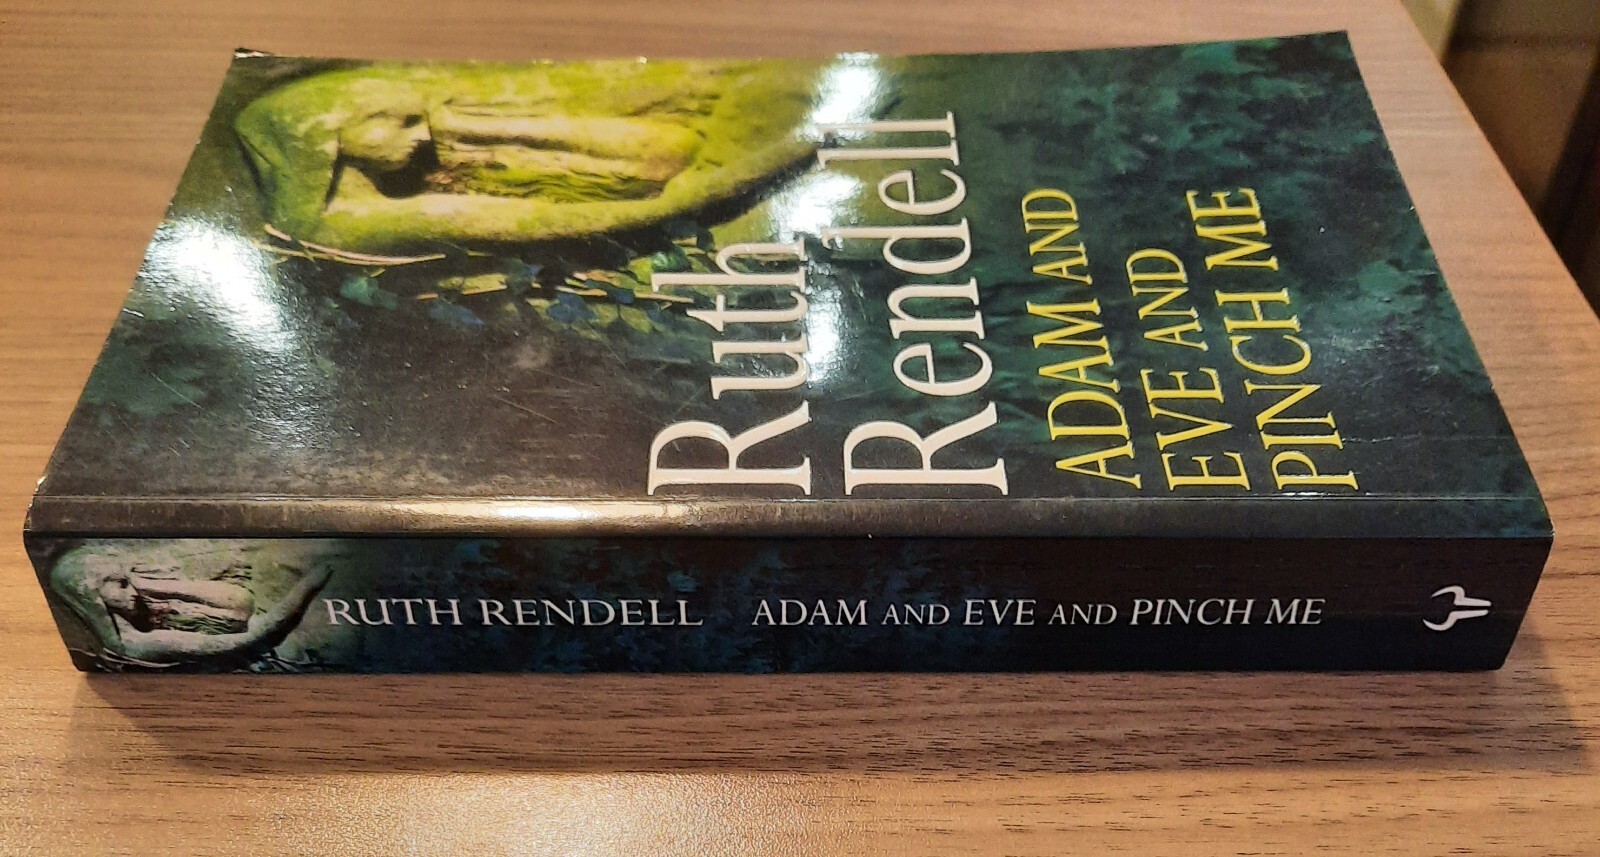 Ruth
Rendell
ADAM AND
EVE AND
PINCH ME
RUTH RENDELL ADAM AND EVE AND PINCH ME